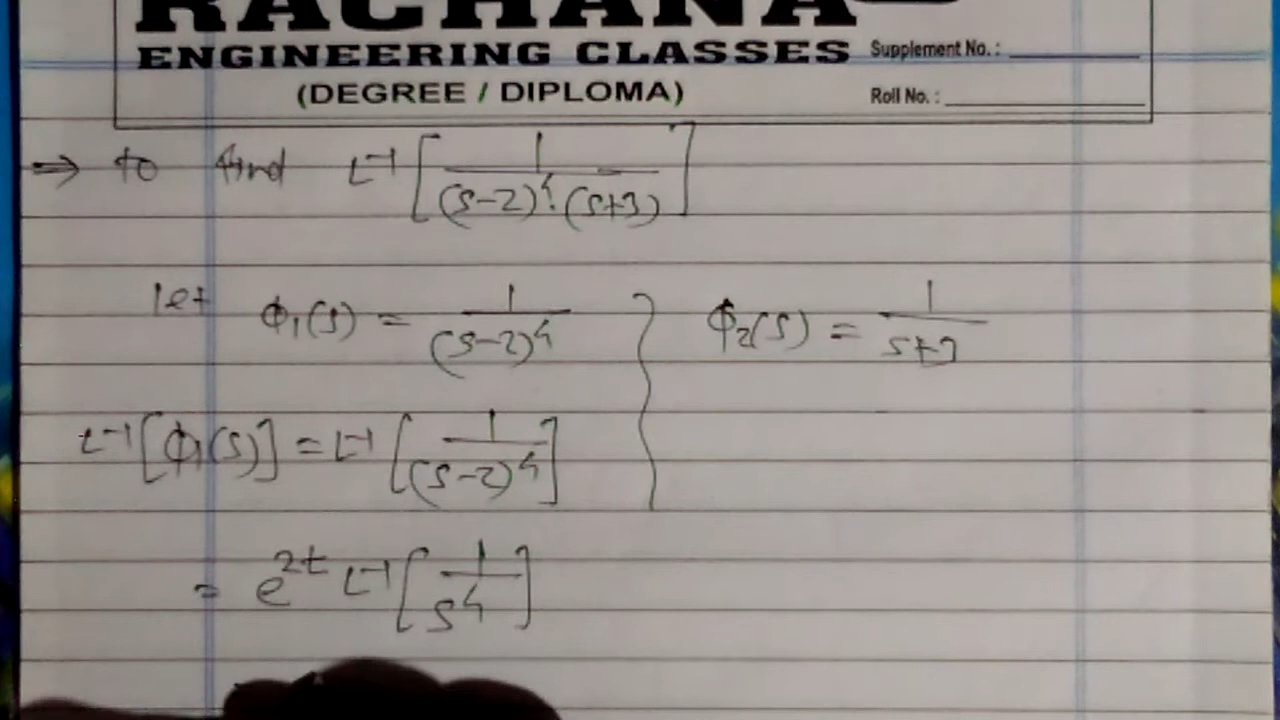 RACHANA
ENGINEERING CLASSES
(DEGREE / DIPLOMA)
Supplement No. :
Roll No. :
⇒ to find L⁻¹[1/((s-2)⁴.(s+3))]
let φ₁(s) = 1/(s-2)⁴ } φ₂(s) = 1/(s+3)
L⁻¹[φ₁(s)] = L⁻¹[1/(s-2)⁴]
= e²ᵗ L⁻¹[1/s⁴]